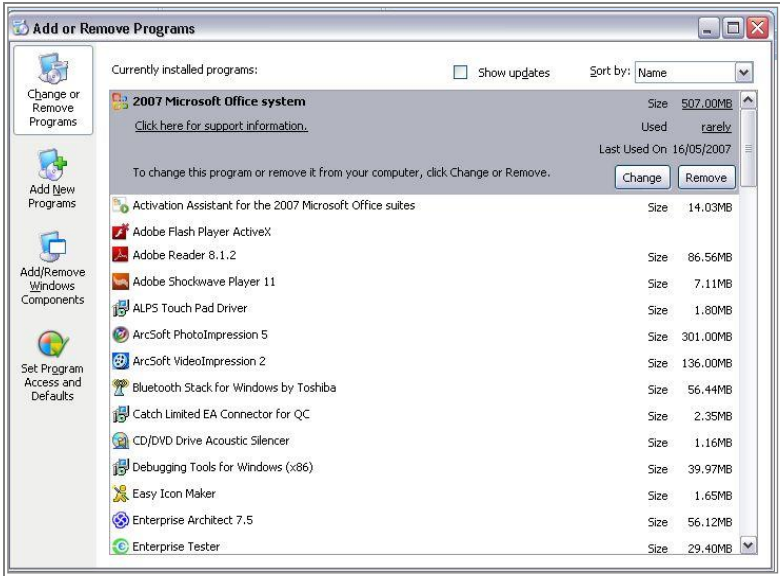 Add or Remove Programs
Change or
Remove
Programs
Add New
Programs
Add/Remove
Windows
Components
Set Program
Access and
Defaults
Currently installed programs:
Show updates
Sort by: Name
2007 Microsoft Office system Size 507.00MB
Click here for support information. Used rarely
Last Used On 16/05/2007
To change this program or remove it from your computer, click Change or Remove. Change Remove
Activation Assistant for the 2007 Microsoft Office suites Size 14.03MB
Adobe Flash Player ActiveX
Adobe Reader 8.1.2 Size 86.56MB
Adobe Shockwave Player 11 Size 7.11MB
ALPS Touch Pad Driver Size 1.80MB
ArcSoft PhotoImpression 5 Size 301.00MB
ArcSoft VideoImpression 2 Size 136.00MB
Bluetooth Stack for Windows by Toshiba Size 56.44MB
Catch Limited EA Connector for QC Size 2.35MB
CD/DVD Drive Acoustic Silencer Size 1.16MB
Debugging Tools for Windows (x86) Size 39.97MB
Easy Icon Maker Size 1.65MB
Enterprise Architect 7.5 Size 56.12MB
Enterprise Tester Size 29.40MB